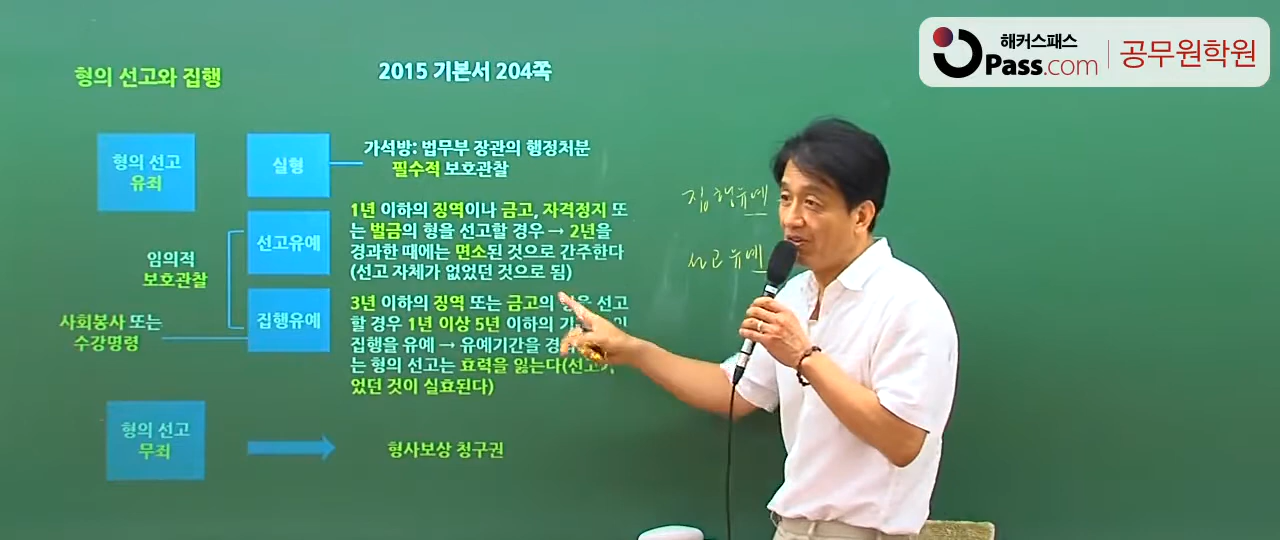 해커스패스
Pass.com
공무원학원
형의 선고와 집행
2015 기본서 204쪽
형의 선고
유죄
실형
가석방: 법무부 장관의 행정처분
필수적 보호관찰
임의적
보호관찰
선고유예
1년 이하의 징역이나 금고, 자격정지 또
는 벌금의 형을 선고할 경우 → 2년을
경과한 때에는 면소된 것으로 간주한다
(선고 자체가 없었던 것으로 됨)
사회봉사 또는
수강명령
집행유예
3년 이하의 징역 또는 금고의 형을 선고
할 경우 1년 이상 5년 이하의
집행을 유예 → 유예기간을
는 형의 선고는 효력을 잃는다(선고가
었던 것이 실효된다)
형의 선고
무죄
형사보상 청구권
집행유예
선고유예